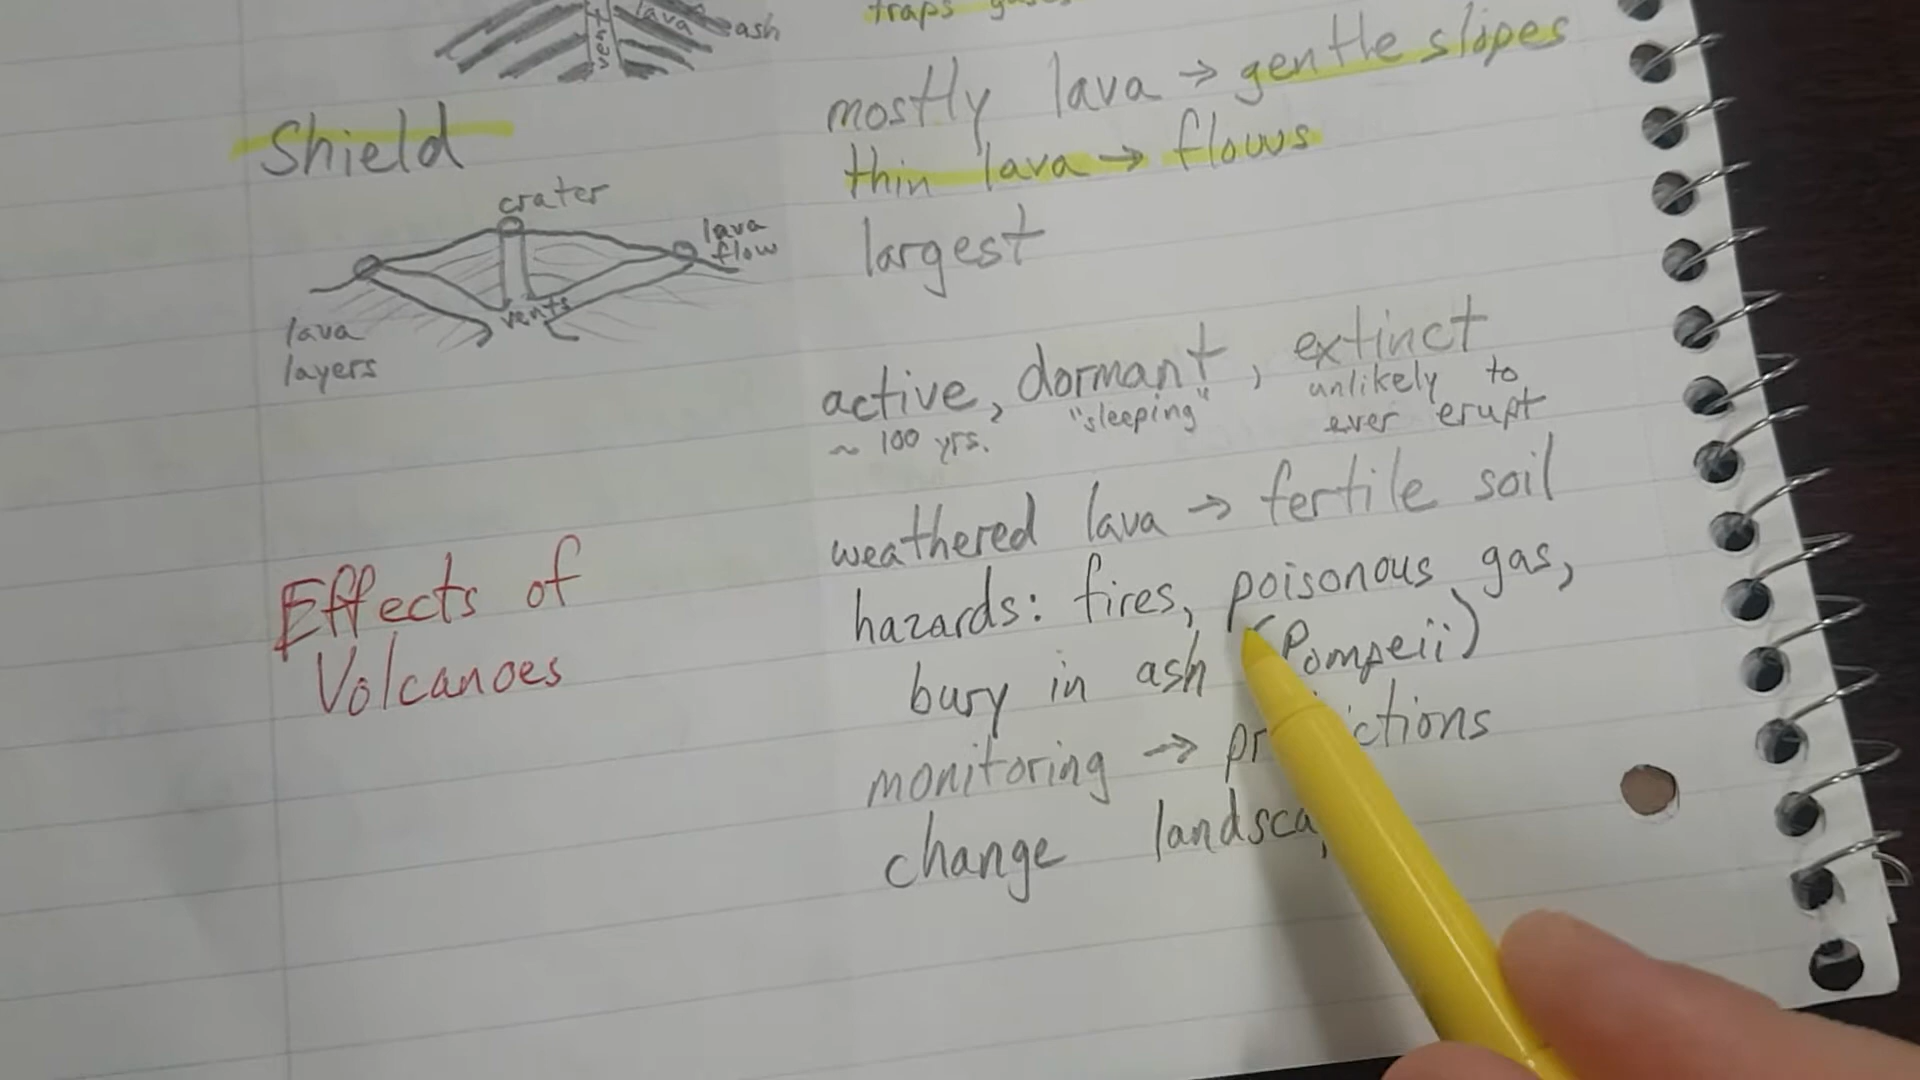 lava
ash
vent
traps
Shield
mostly lava → gentle slopes
thin lava → flows
largest
crater
lava
flow
vents
lava
layers
active, dormant, extinct
~ 100 yrs. "sleeping" unlikely to
ever erupt
Effects of
Volcanoes
weathered lava → fertile soil
hazards: fires, poisonous gas,
bury in ash (Pompeii)
monitoring →
change